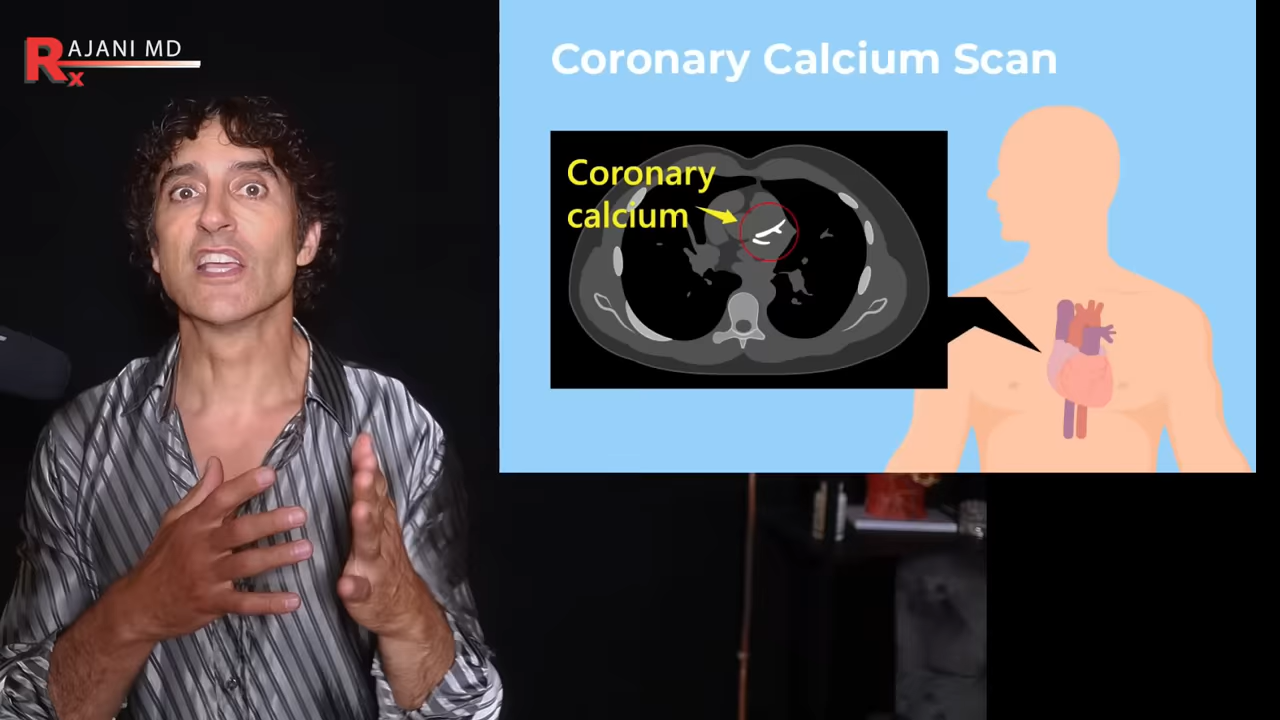 RAJANI MD
Rx
Coronary Calcium Scan
Coronary
calcium